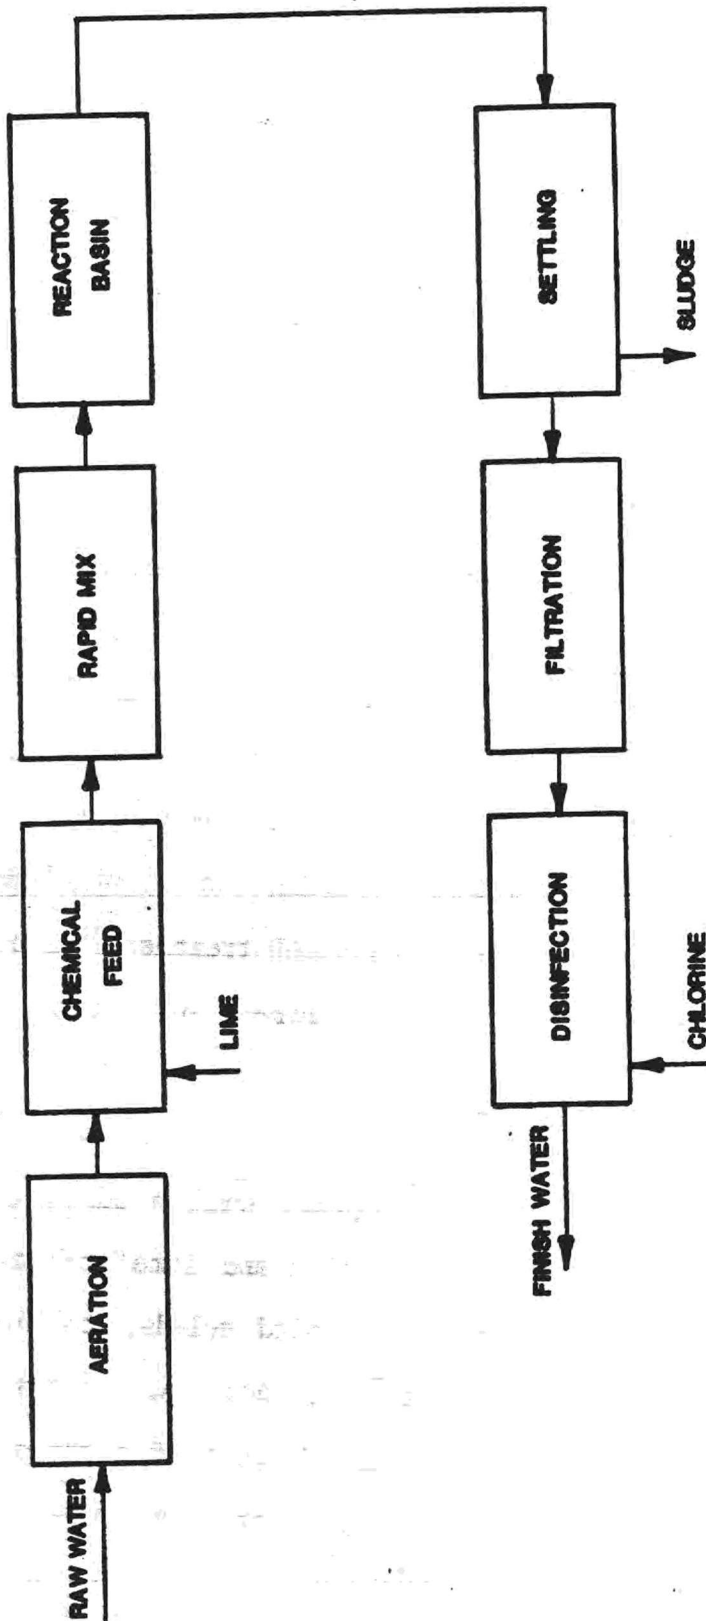 RAW WATER
AERATION
CHEMICAL
FEED
LIME
RAPID MIX
REACTION
BASIN
SETTLING
SLUDGE
FILTRATION
DISINFECTION
CHLORINE
FINISH WATER